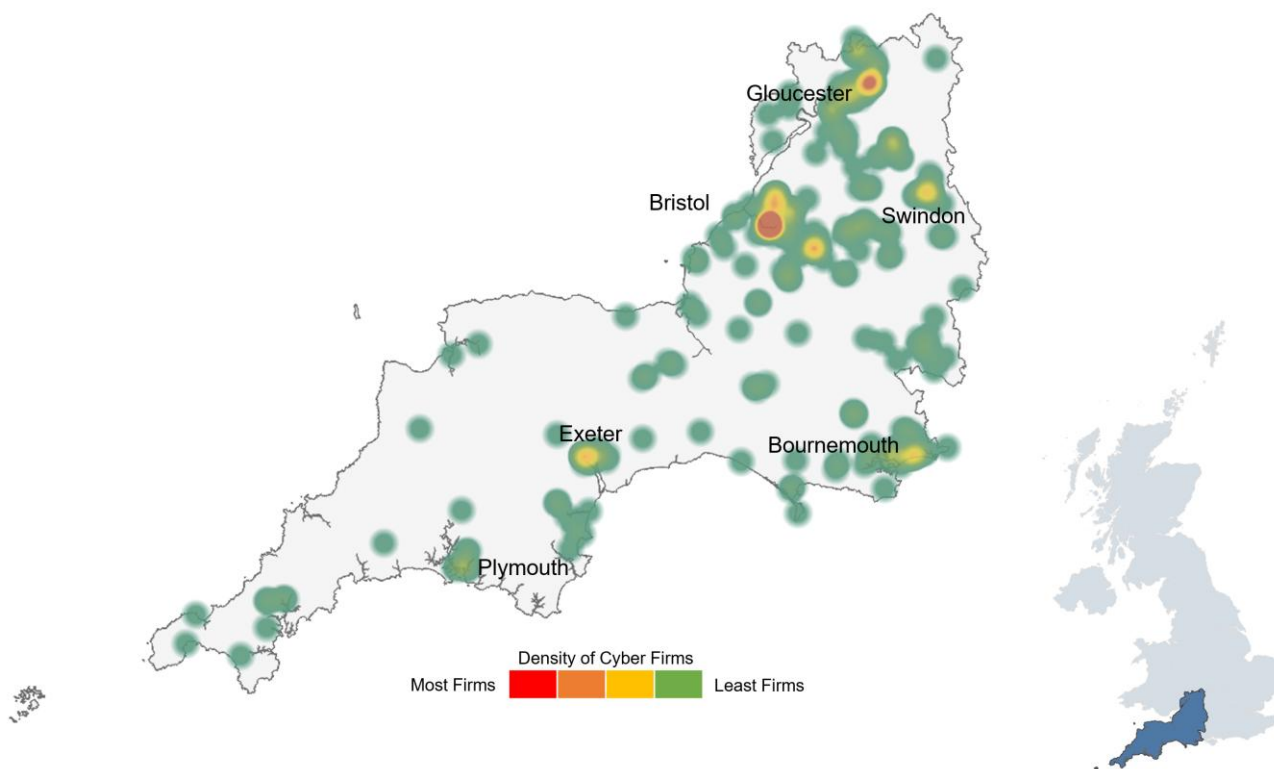 Gloucester
Bristol
Swindon
Exeter
Bournemouth
Plymouth
Density of Cyber Firms
Most Firms
Least Firms